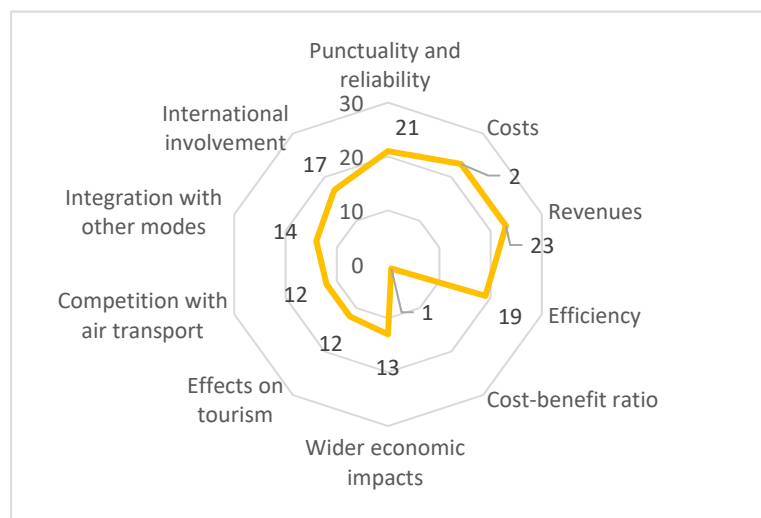 Punctuality and
reliability
30
21
Costs
International
involvement
17
20
2
Integration with
other modes
10
Revenues
14
23
0
Competition with
air transport
12
1
19
Efficiency
12
13
Effects on
tourism
Cost-benefit ratio
Wider economic
impacts